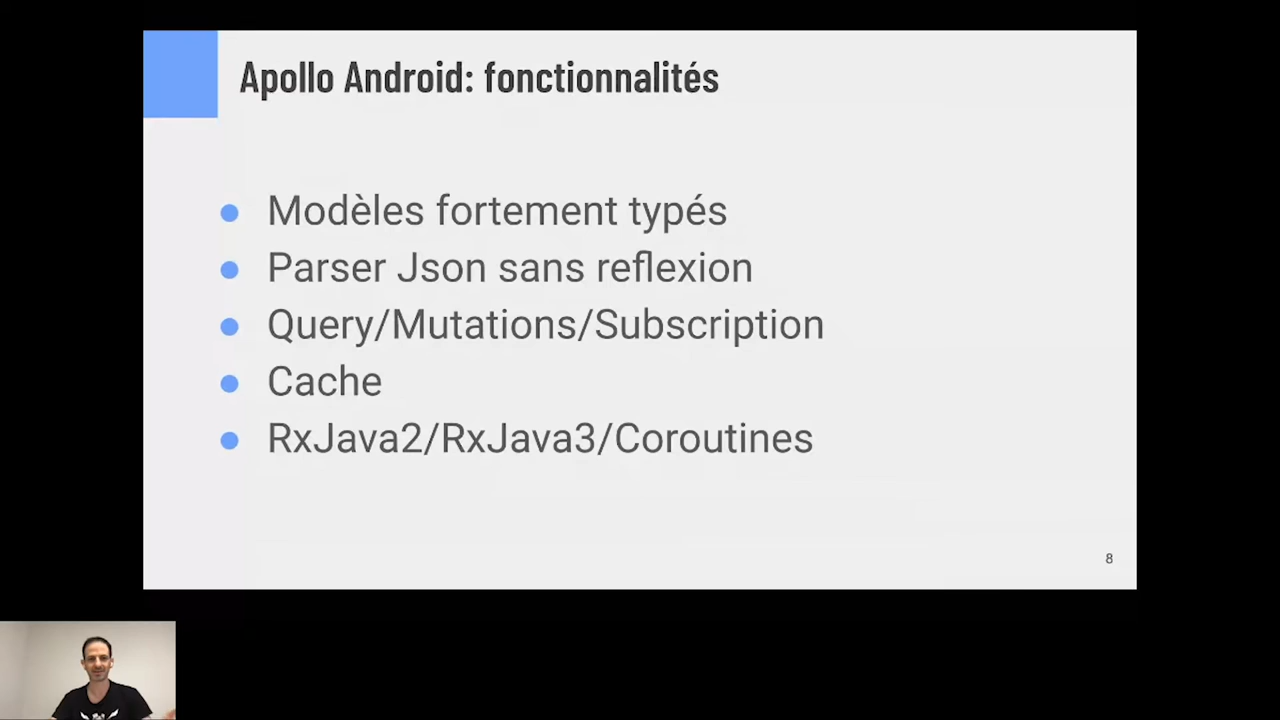 Apollo Android: fonctionnalités
Modèles fortement typés
Parser Json sans reflexion
Query/Mutations/Subscription
Cache
RxJava2/RxJava3/Coroutines
8